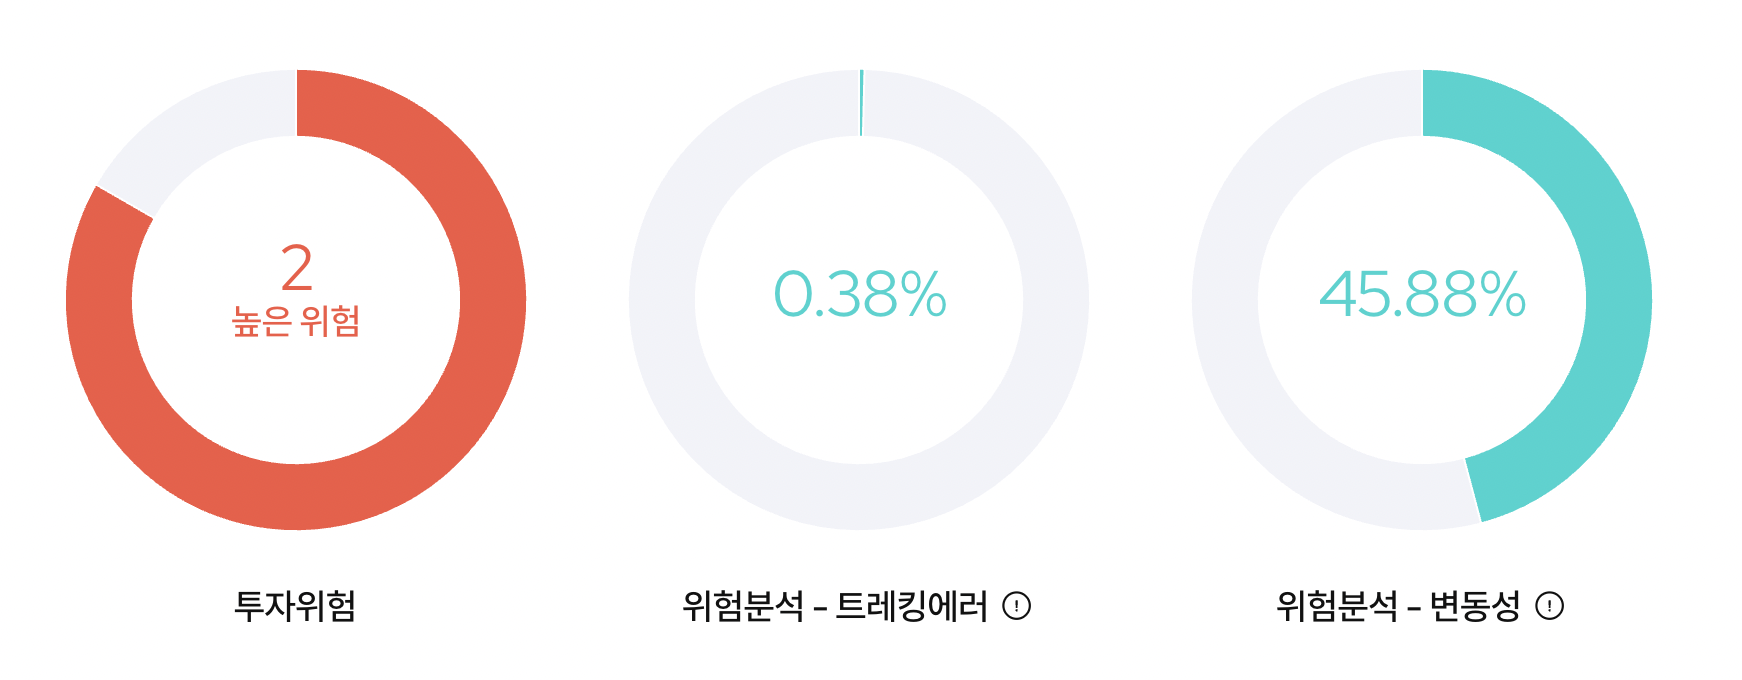 2
높은 위험
0.38%
45.88%
투자위험
위험분석 - 트레킹에러
위험분석 - 변동성